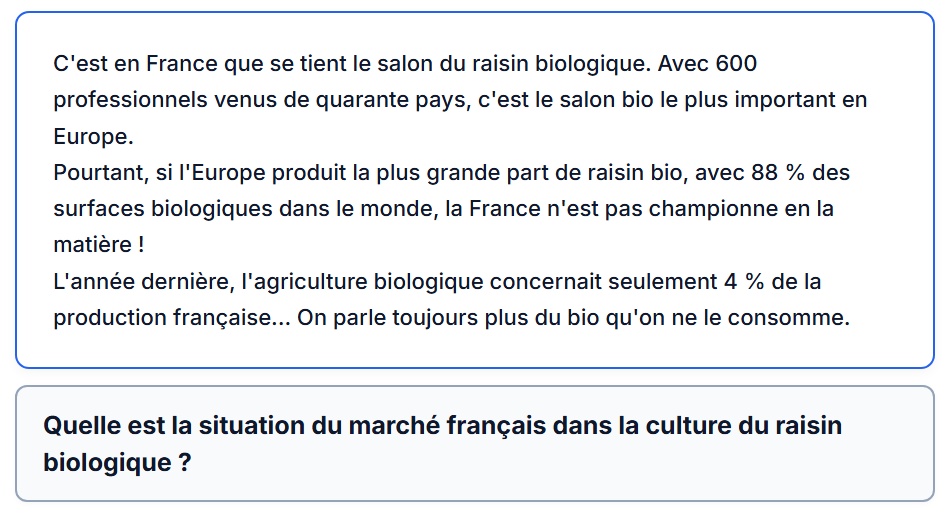 C'est en France que se tient le salon du raisin biologique. Avec 600
professionnels venus de quarante pays, c'est le salon bio le plus important en
Europe.
Pourtant, si l'Europe produit la plus grande part de raisin bio, avec 88 % des
surfaces biologiques dans le monde, la France n'est pas championne en la
matière !
L'année dernière, l'agriculture biologique concernait seulement 4 % de la
production française... On parle toujours plus du bio qu'on ne le consomme.
Quelle est la situation du marché français dans la culture du raisin
biologique ?